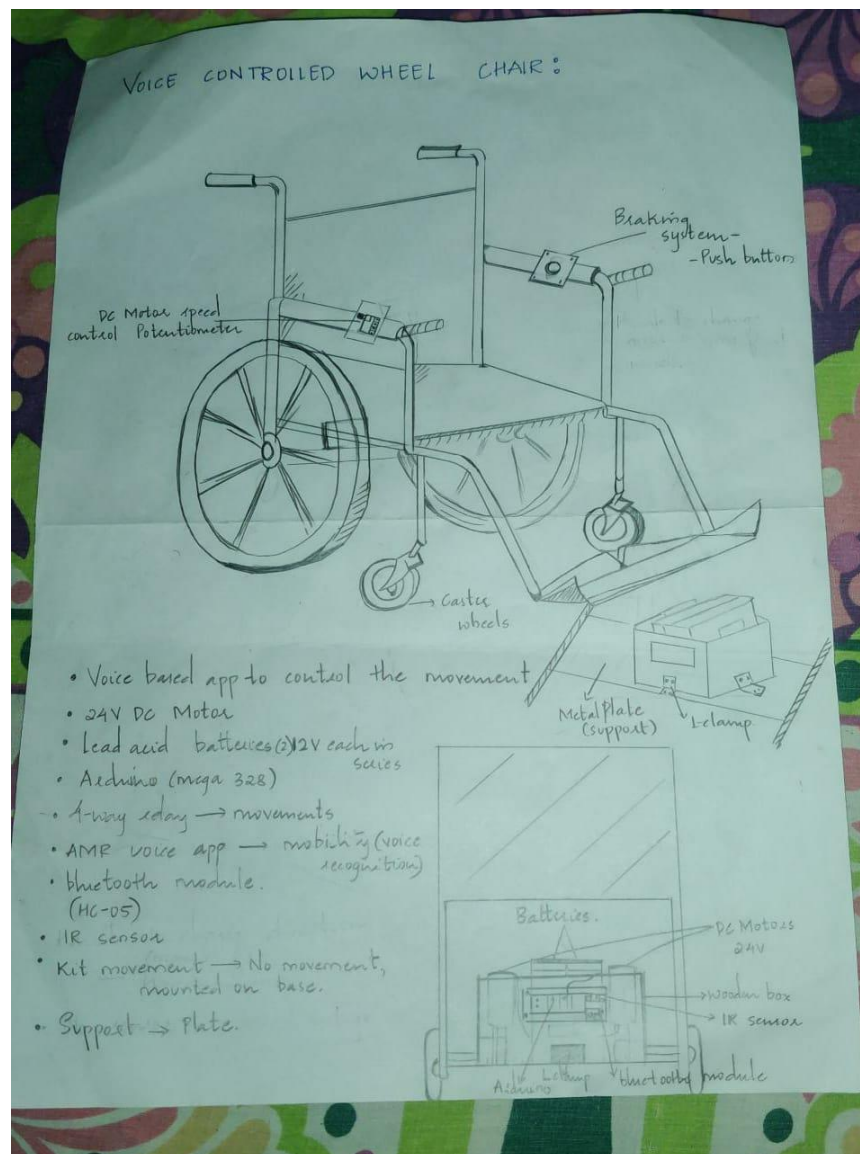 VOICE CONTROLLED WHEEL CHAIR:
Braking
system-
-Push button
DC Motor speed
control Potentiometer
Caster
wheels
Metal plate
(support)
L-clamp
• Voice based app to control the movement
• 24V DC Motor
• Lead acid batteries (2) 12V each in
series
• Arduino (mega 328)
• 4-way relay → movements
• AMR voice app → mobility (voice
recognition)
• bluetooth module.
(HC-05)
• IR sensor
• Kit movement → No movement,
mounted on base.
• Support → Plate.
Batteries.
DC Motors
24V
wooden box
IR sensor
Arduino
L-clamp
bluetooth module